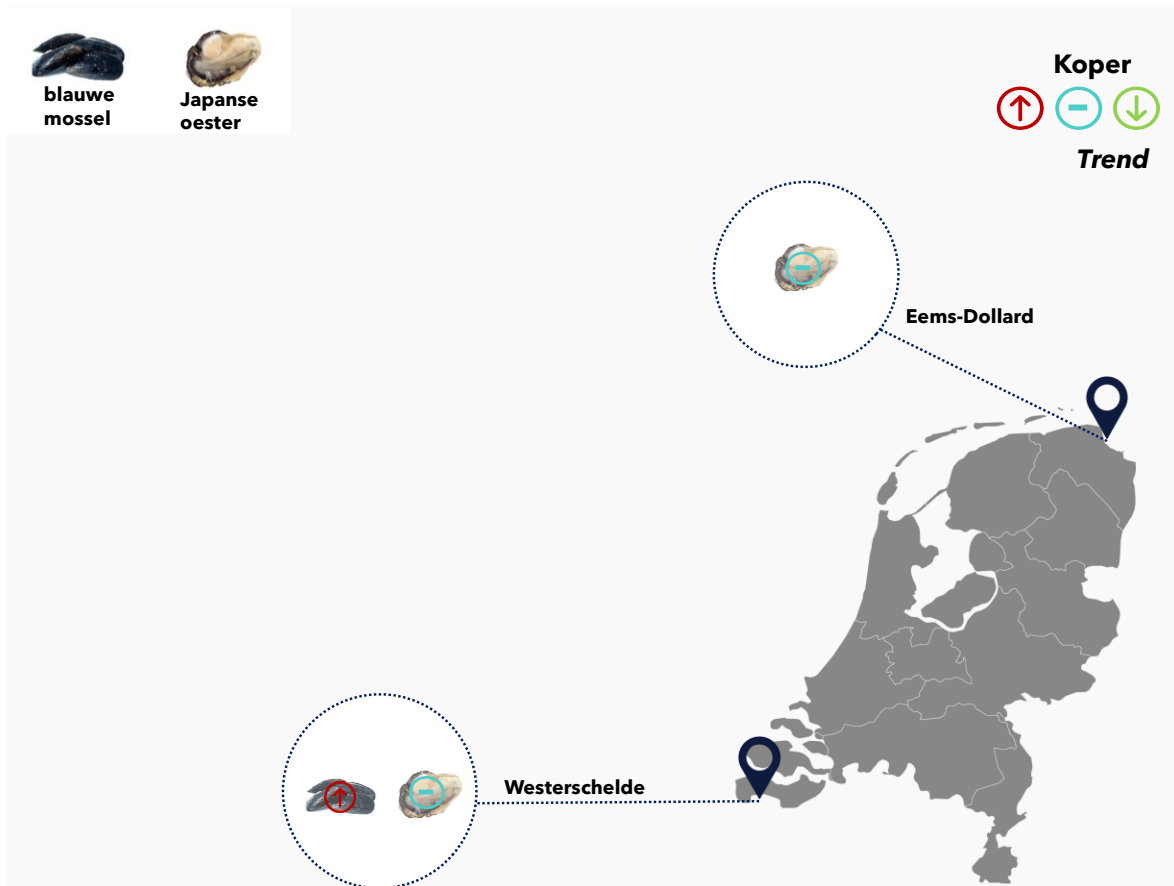 blauwe
mossel
Japanse
oester
Koper
Trend
Eems-Dollard
Westerschelde